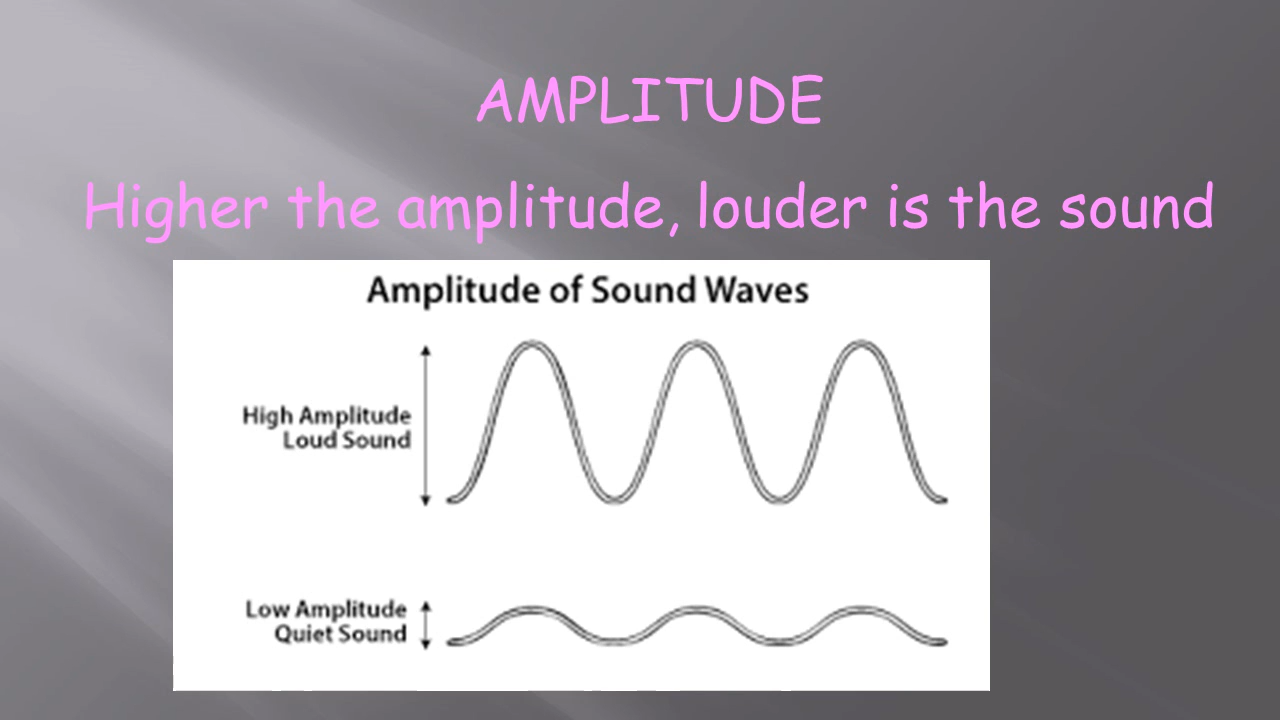 AMPLITUDE
Higher the amplitude, louder is the sound
Amplitude of Sound Waves
High Amplitude
Loud Sound
Low Amplitude
Quiet Sound